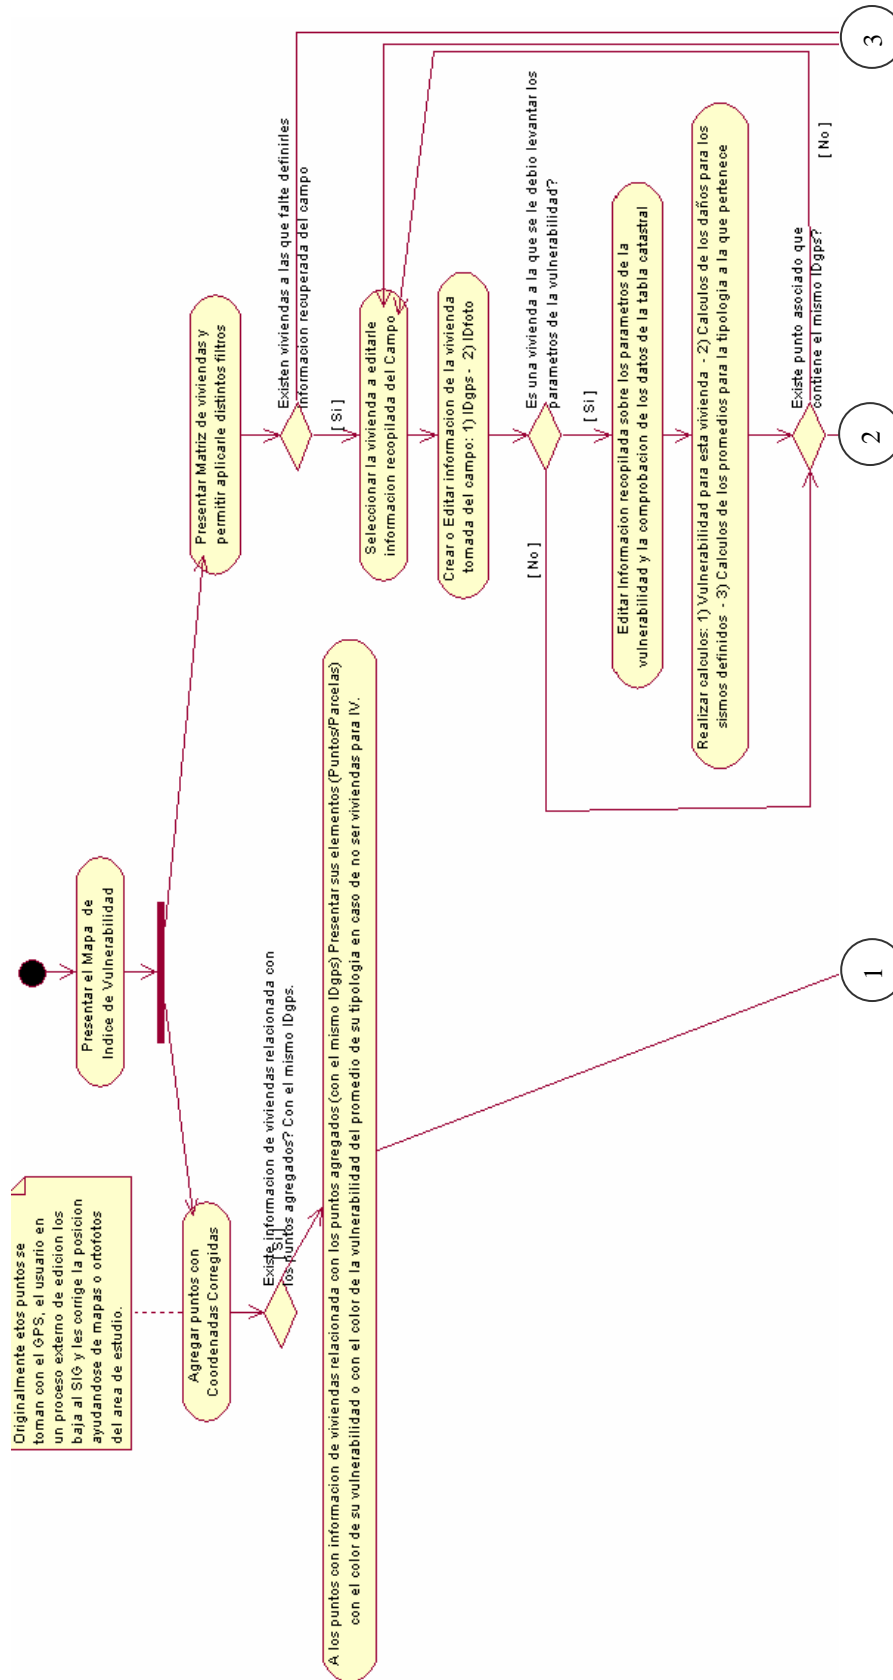 Originalmente etos puntos se
toman con el GPS, el usuario en
un proceso externo de edicion los
baja al SIG y les corrige la posicion
ayudandose de mapas o ortofotos
del area de estudio.
Presentar el Mapa de
Indice de Vulnerabilidad
Agregar puntos con
Coordenadas Corregidas
Existe informacion de viviendas relacionada con
los puntos agregados? Con el mismo IDgps.
[ Si ]
A los puntos con informacion de viviendas relacionada con los puntos agregados (con el mismo IDgps) Presentar sus elementos (Puntos/Parcelas)
con el color de su vulnerabilidad o con el color de la vulnerabilidad del promedio de su tipologia en caso de no ser viviendas para IV.
1
Presentar Matriz de viviendas y
permitir aplicarle distintos filtros
Existen viviendas a las que falte definirles
informacion recuperada del campo
[ Si ]
Seleccionar la vivienda a editarle
informacion recopilada del Campo
Crear o Editar informacion de la vivienda
tomada del campo: 1) IDgps - 2) IDfoto
Es una vivienda a la que se le debio levantar los
parametros de la vulnerabilidad?
[ No ]
[ Si ]
Editar Informacion recopilada sobre los parametros de la
vulnerabilidad y la comprobacion de los datos de la tabla catastral
Realizar calculos: 1) Vulnerabilidad para esta vivienda - 2) Calculos de los daños para los
sismos definidos - 3) Calculos de los promedios para la tipologia a la que pertenece
Existe punto asociado que
contiene el mismo IDgps?
[ No ]
2
3